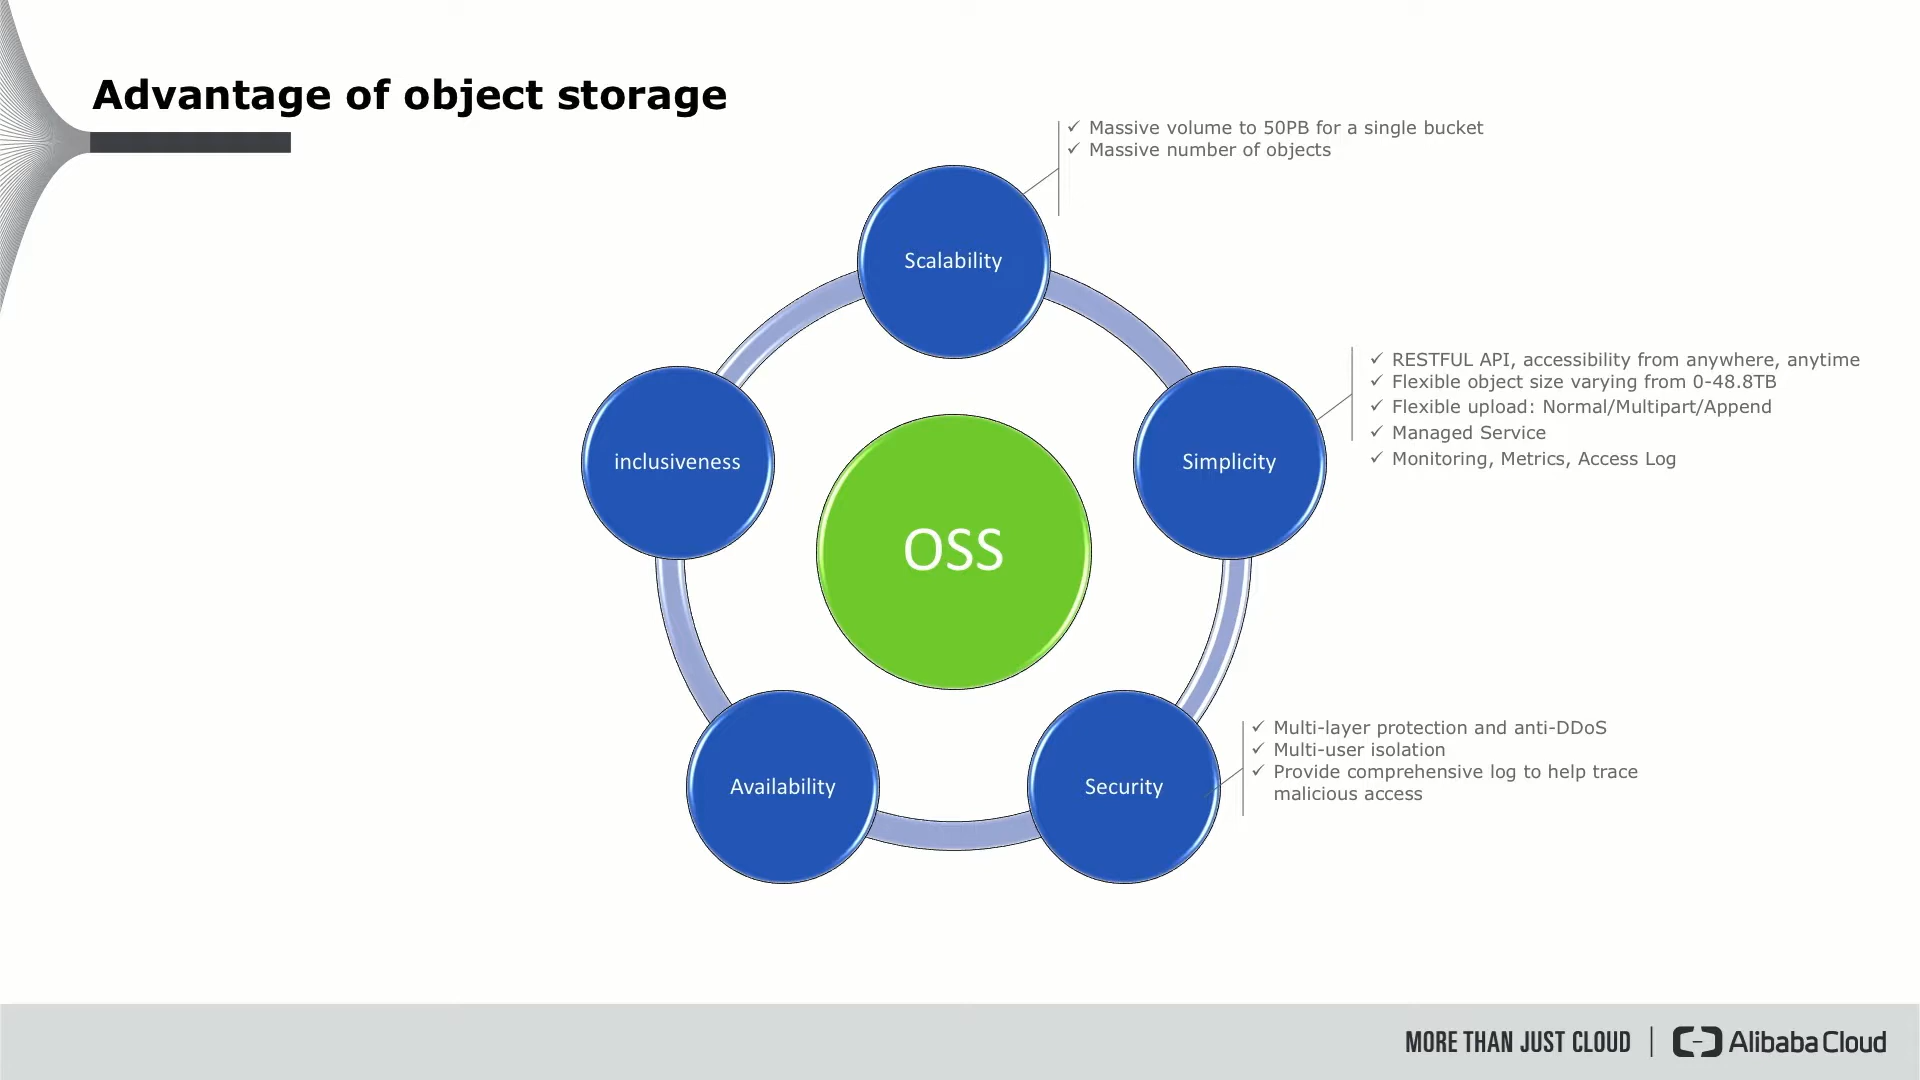 Advantage of object storage
✓ Massive volume to 50PB for a single bucket
✓ Massive number of objects
Scalability
✓ RESTFUL API, accessibility from anywhere, anytime
✓ Flexible object size varying from 0-48.8TB
✓ Flexible upload: Normal/Multipart/Append
✓ Managed Service
✓ Monitoring, Metrics, Access Log
inclusiveness
Simplicity
OSS
✓ Multi-layer protection and anti-DDoS
✓ Multi-user isolation
✓ Provide comprehensive log to help trace
malicious access
Availability
Security
MORE THAN JUST CLOUD | Alibaba Cloud